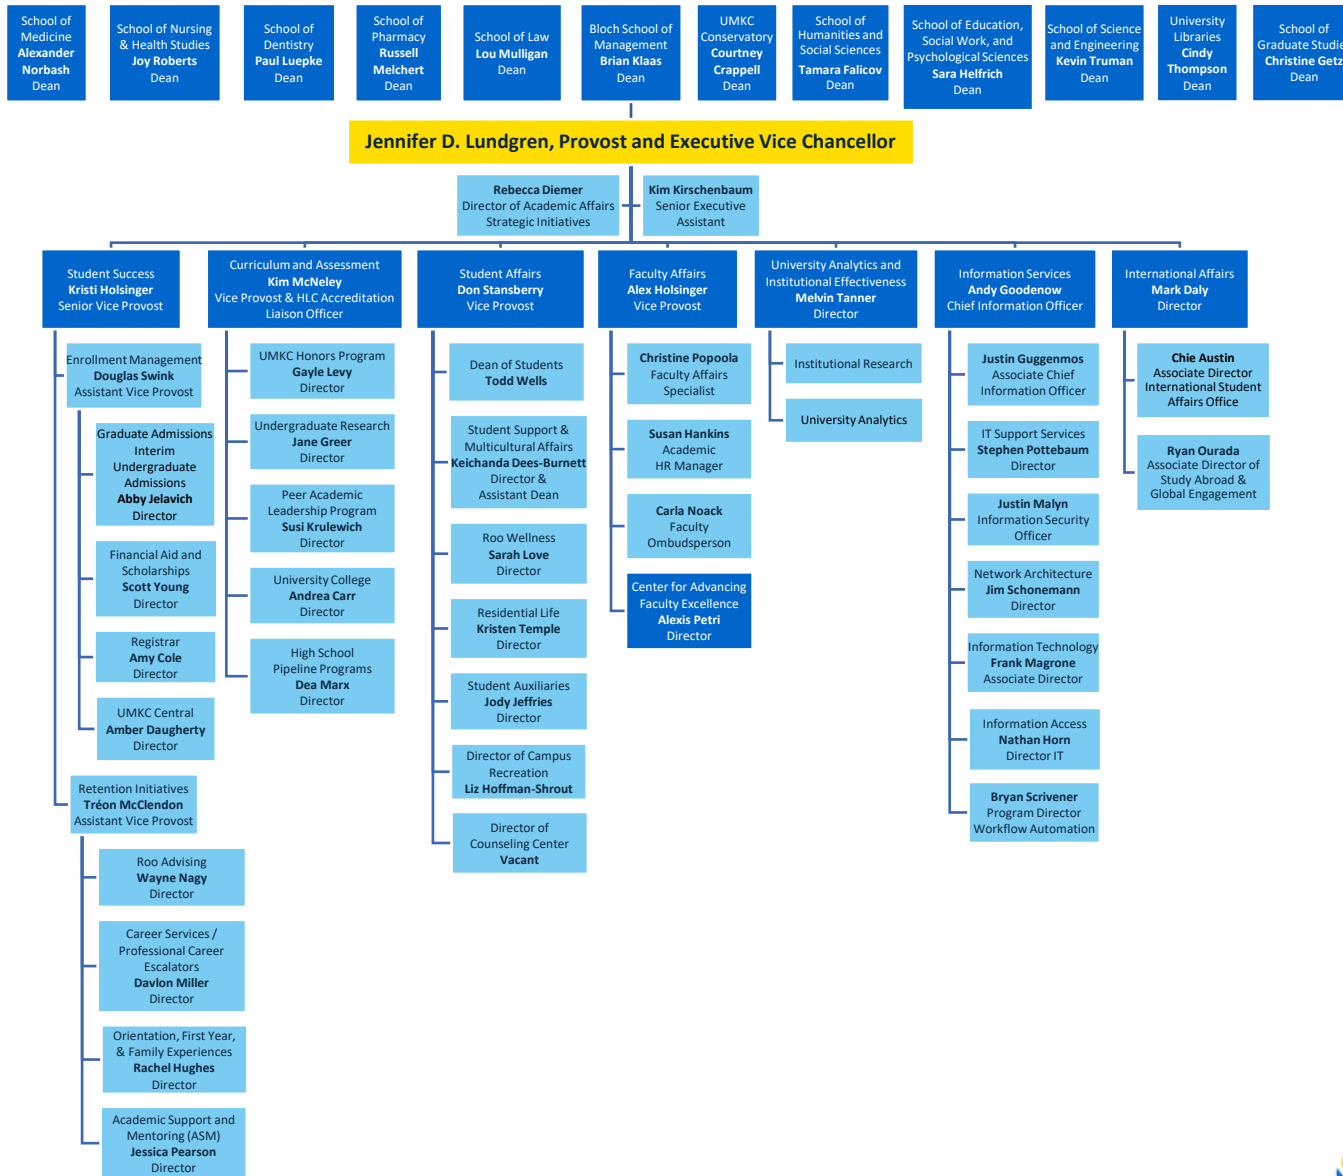 School of
Medicine
Alexander
Norbash
Dean
School of Nursing
& Health Studies
Joy Roberts
Dean
School of
Dentistry
Paul Luepke
Dean
School of
Pharmacy
Russell
Melchert
Dean
School of Law
Lou Mulligan
Dean
Bloch School of
Management
Brian Klaas
Dean
UMKC
Conservatory
Courtney
Crappell
Dean
School of
Humanities and
Social Sciences
Tamara Falicov
Dean
School of Education,
Social Work, and
Psychological Sciences
Sara Helfrich
Dean
School of Science
and Engineering
Kevin Truman
Dean
University
Libraries
Cindy
Thompson
Dean
School of
Graduate Studies
Christine Getz
Dean
Jennifer D. Lundgren, Provost and Executive Vice Chancellor
Rebecca Diemer
Director of Academic Affairs
Strategic Initiatives
Kim Kirschenbaum
Senior Executive
Assistant
Student Success
Kristi Holsinger
Senior Vice Provost
Enrollment Management
Douglas Swink
Assistant Vice Provost
Graduate Admissions
Interim
Undergraduate
Admissions
Abby Jelavich
Director
Financial Aid and
Scholarships
Scott Young
Director
Registrar
Amy Cole
Director
UMKC Central
Amber Daugherty
Director
Retention Initiatives
Tréon McClendon
Assistant Vice Provost
Roo Advising
Wayne Nagy
Director
Career Services /
Professional Career
Escalators
Davlon Miller
Director
Orientation, First Year,
& Family Experiences
Rachel Hughes
Director
Academic Support and
Mentoring (ASM)
Jessica Pearson
Director
Curriculum and Assessment
Kim McNeley
Vice Provost & HLC Accreditation
Liaison Officer
UMKC Honors Program
Gayle Levy
Director
Undergraduate Research
Jane Greer
Director
Peer Academic
Leadership Program
Susi Krulewich
Director
University College
Andrea Carr
Director
High School
Pipeline Programs
Dea Marx
Director
Student Affairs
Don Stansberry
Vice Provost
Dean of Students
Todd Wells
Student Support &
Multicultural Affairs
Keichanda Dees-Burnett
Director &
Assistant Dean
Roo Wellness
Sarah Love
Director
Residential Life
Kristen Temple
Director
Student Auxiliaries
Jody Jeffries
Director
Director of Campus
Recreation
Liz Hoffman-Shrout
Director of
Counseling Center
Vacant
Faculty Affairs
Alex Holsinger
Vice Provost
Christine Popoola
Faculty Affairs
Specialist
Susan Hankins
Academic
HR Manager
Carla Noack
Faculty
Ombudsperson
Center for Advancing
Faculty Excellence
Alexis Petri
Director
University Analytics and
Institutional Effectiveness
Melvin Tanner
Director
Institutional Research
University Analytics
Information Services
Andy Goodenow
Chief Information Officer
Justin Guggenmos
Associate Chief
Information Officer
IT Support Services
Stephen Pottebaum
Director
Justin Malyn
Information Security
Officer
Network Architecture
Jim Schonemann
Director
Information Technology
Frank Magrone
Associate Director
Information Access
Nathan Horn
Director IT
Bryan Scrivener
Program Director
Workflow Automation
International Affairs
Mark Daly
Director
Chie Austin
Associate Director
International Student
Affairs Office
Ryan Ourada
Associate Director of
Study Abroad &
Global Engagement